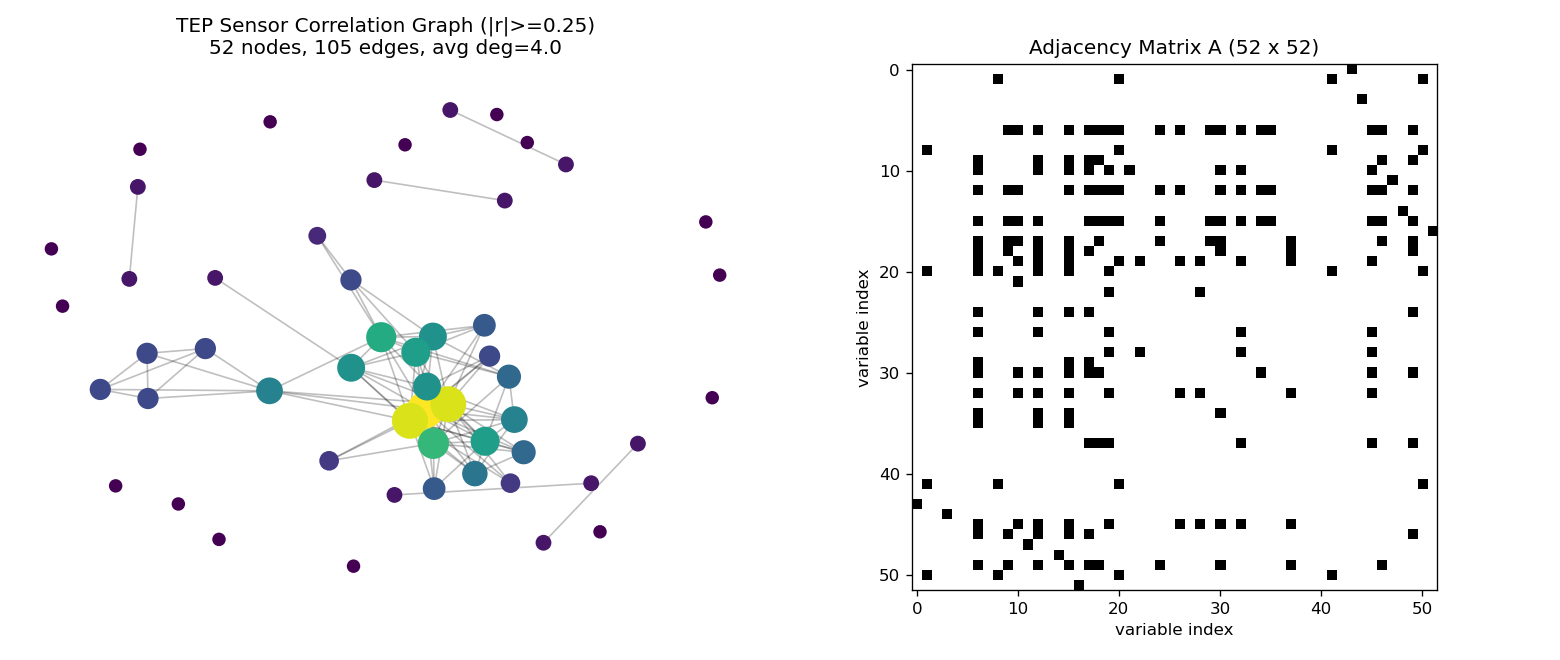 TEP Sensor Correlation Graph (|r|>=0.25)
52 nodes, 105 edges, avg deg=4.0
Adjacency Matrix A (52 x 52)
variable index
0
10
20
30
40
50
0
10
20
30
40
50
variable index